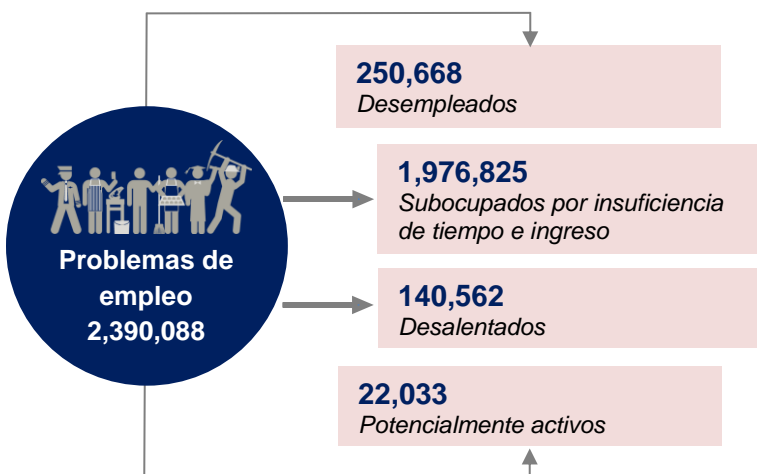 Problemas de
empleo
2,390,088
250,668
Desempleados
1,976,825
Subocupados por insuficiencia
de tiempo e ingreso
140,562
Desalentados
22,033
Potencialmente activos